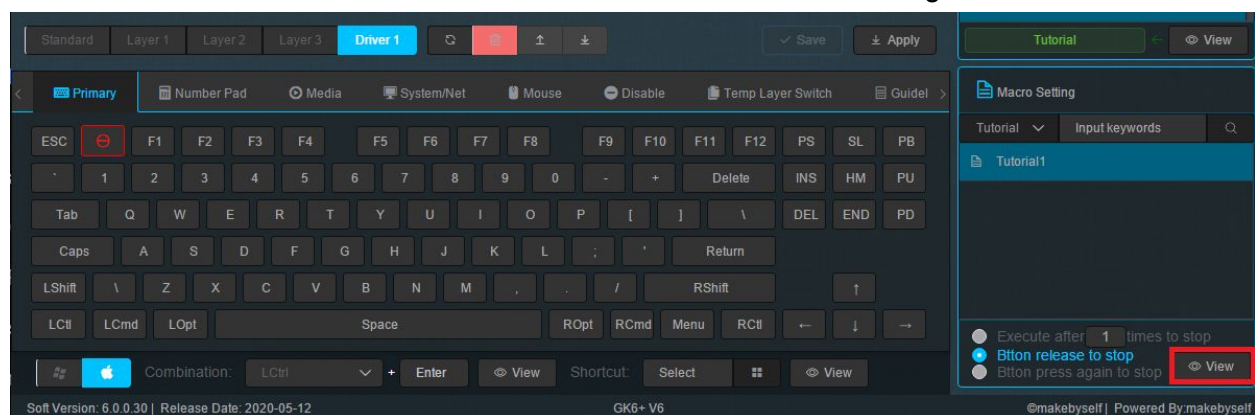 Standard Layer 1 Layer 2 Layer 3 Driver 1 Save Apply
Tutorial ← View
Primary Number Pad Media System/Net Mouse Disable Temp Layer Switch Guidel
Macro Setting
Tutorial Input keywords
Tutorial1
ESC F1 F2 F3 F4 F5 F6 F7 F8 F9 F10 F11 F12 PS SL PB
` 1 2 3 4 5 6 7 8 9 0 - + Delete INS HM PU
Tab Q W E R T Y U I O P [ ] \ DEL END PD
Caps A S D F G H J K L ; ' Return
LShift \ Z X C V B N M , . / RShift ↑
LCtl LCmd LOpt Space ROpt RCmd Menu RCtl ← ↓ →
Execute after 1 times to stop
Btton release to stop
Btton press again to stop
View
Combination: LCtrl + Enter View Shortcut: Select View
Soft Version: 6.0.0.30 | Release Date: 2020-05-12 GK6+ V6 ©makebyself | Powered By:makebyself